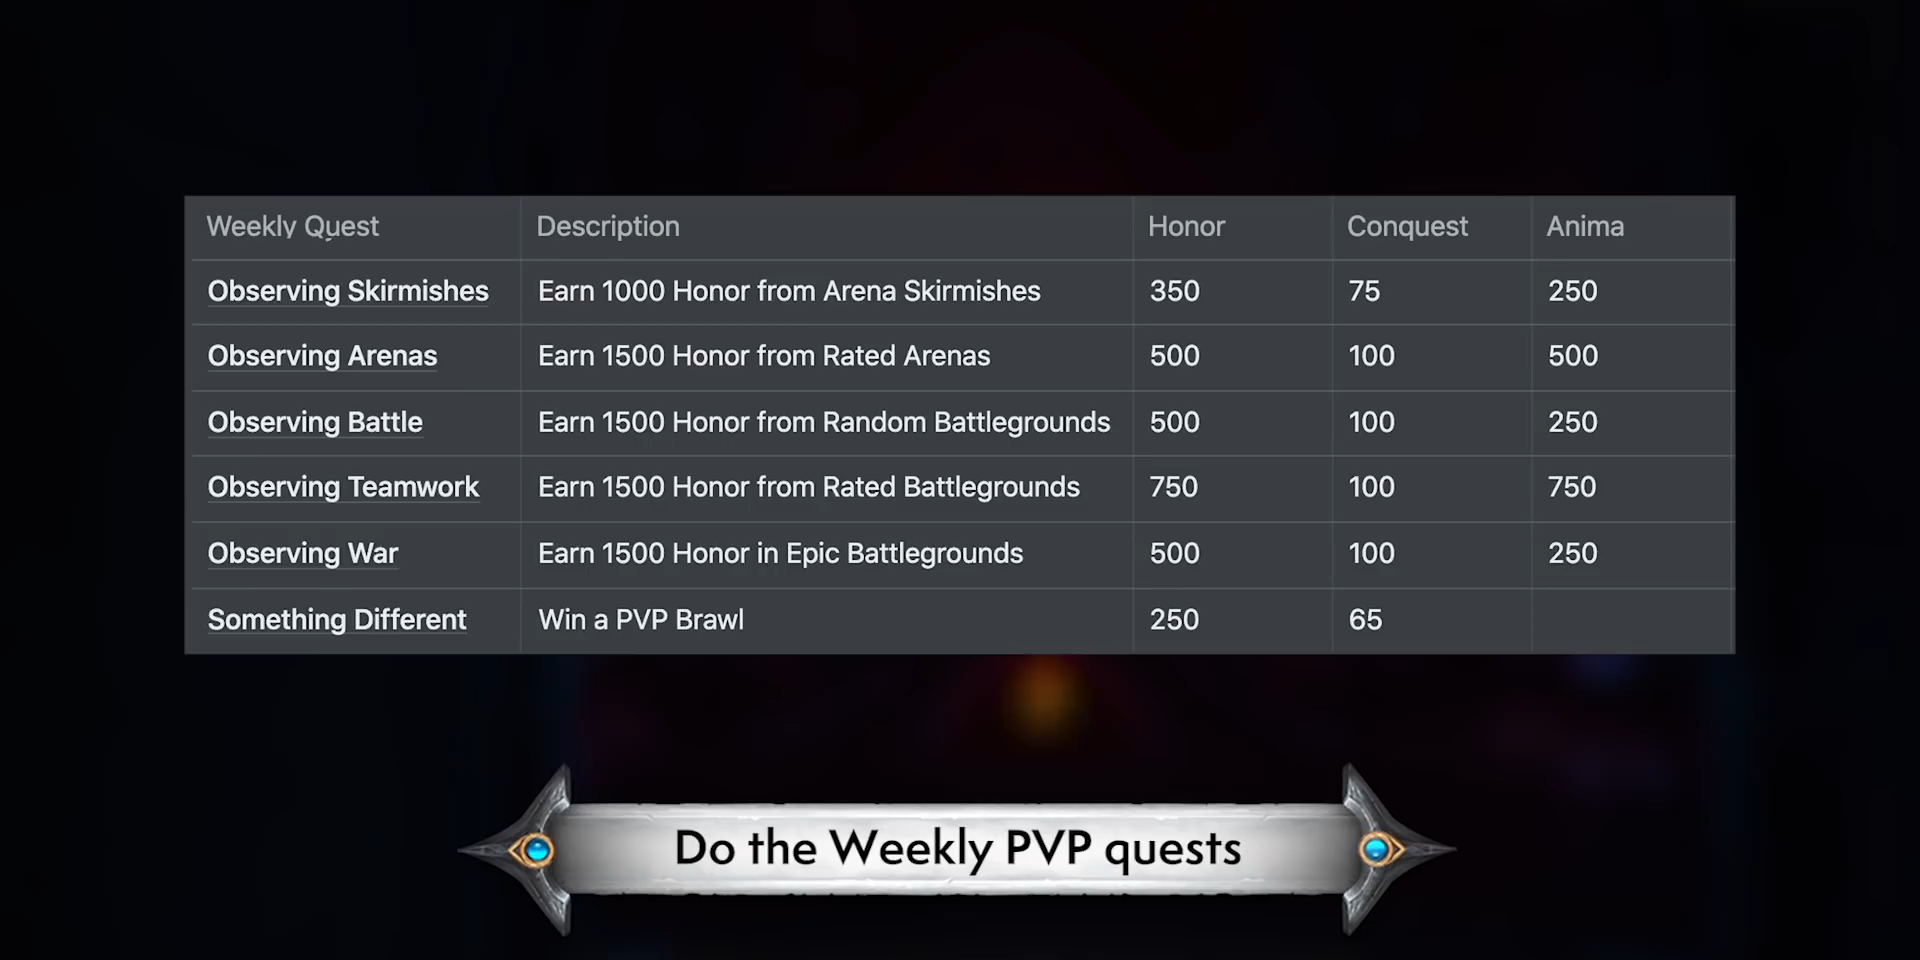 Weekly Quest Description Honor Conquest Anima
Observing Skirmishes Earn 1000 Honor from Arena Skirmishes 350 75 250
Observing Arenas Earn 1500 Honor from Rated Arenas 500 100 500
Observing Battle Earn 1500 Honor from Random Battlegrounds 500 100 250
Observing Teamwork Earn 1500 Honor from Rated Battlegrounds 750 100 750
Observing War Earn 1500 Honor in Epic Battlegrounds 500 100 250
Something Different Win a PVP Brawl 250 65
Do the Weekly PVP quests